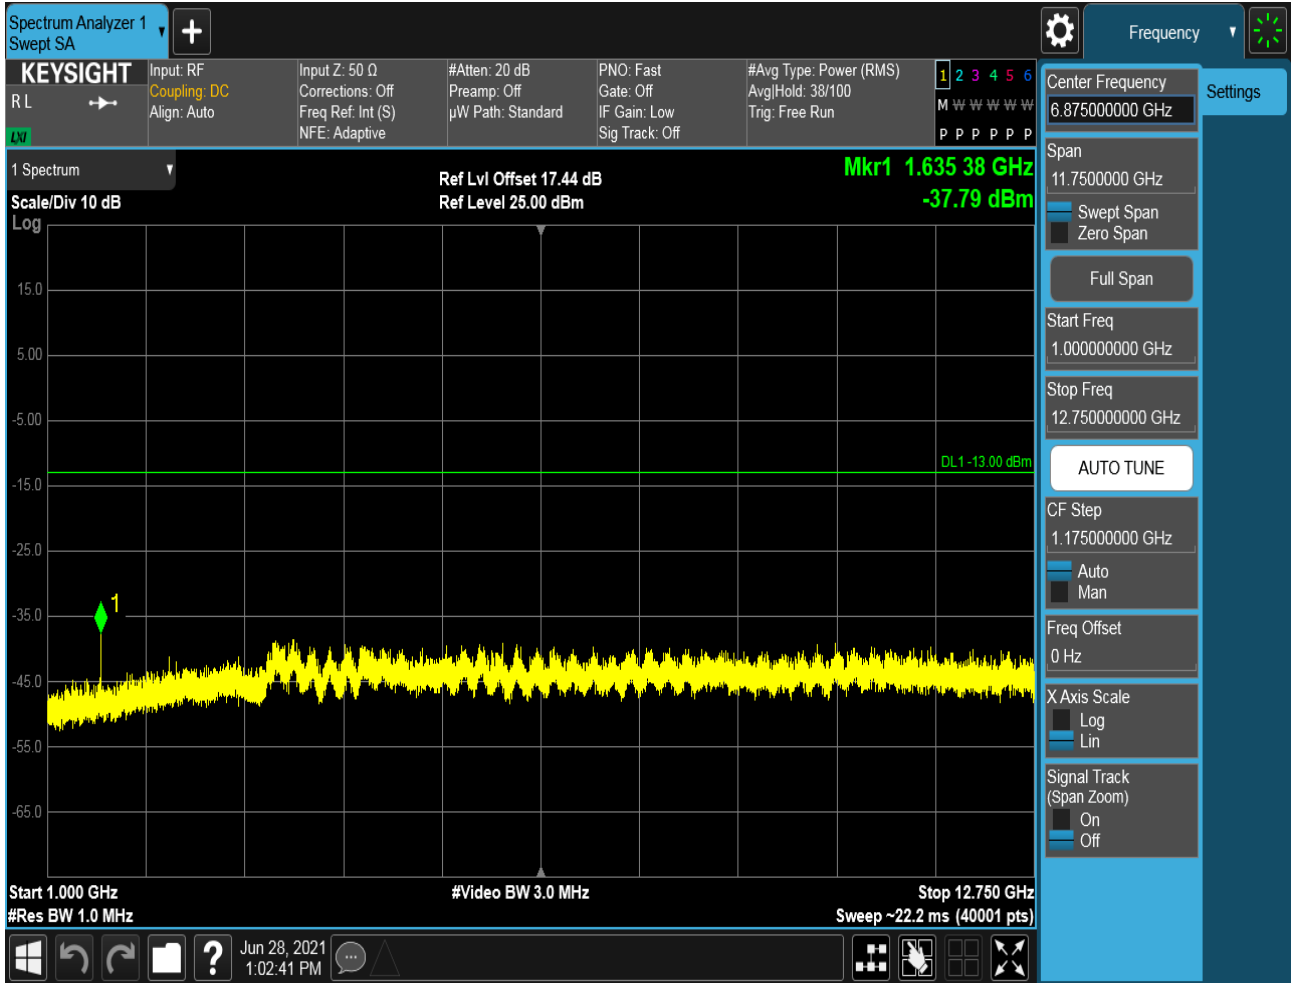 Spectrum Analyzer 1
Swept SA
+
Frequency
KEYSIGHT
R L
LXI
Input: RF
Coupling: DC
Align: Auto
Input Z: 50 Ω
Corrections: Off
Freq Ref: Int (S)
NFE: Adaptive
#Atten: 20 dB
Preamp: Off
µW Path: Standard
PNO: Fast
Gate: Off
IF Gain: Low
Sig Track: Off
#Avg Type: Power (RMS)
Avg|Hold: 38/100
Trig: Free Run
1 2 3 4 5 6
M W W W W W
P P P P P P
1 Spectrum
Scale/Div 10 dB
Log
Ref Lvl Offset 17.44 dB
Ref Level 25.00 dBm
Mkr1 1.635 38 GHz
-37.79 dBm
15.0
5.00
-5.00
DL1 -13.00 dBm
-15.0
-25.0
1
-35.0
-45.0
-55.0
-65.0
Start 1.000 GHz
#Video BW 3.0 MHz
Stop 12.750 GHz
#Res BW 1.0 MHz
Sweep ~22.2 ms (40001 pts)
Center Frequency
6.875000000 GHz
Settings
Span
11.7500000 GHz
Swept Span
Zero Span
Full Span
Start Freq
1.000000000 GHz
Stop Freq
12.750000000 GHz
AUTO TUNE
CF Step
1.175000000 GHz
Auto
Man
Freq Offset
0 Hz
X Axis Scale
Log
Lin
Signal Track
(Span Zoom)
On
Off
?
Jun 28, 2021
1:02:41 PM